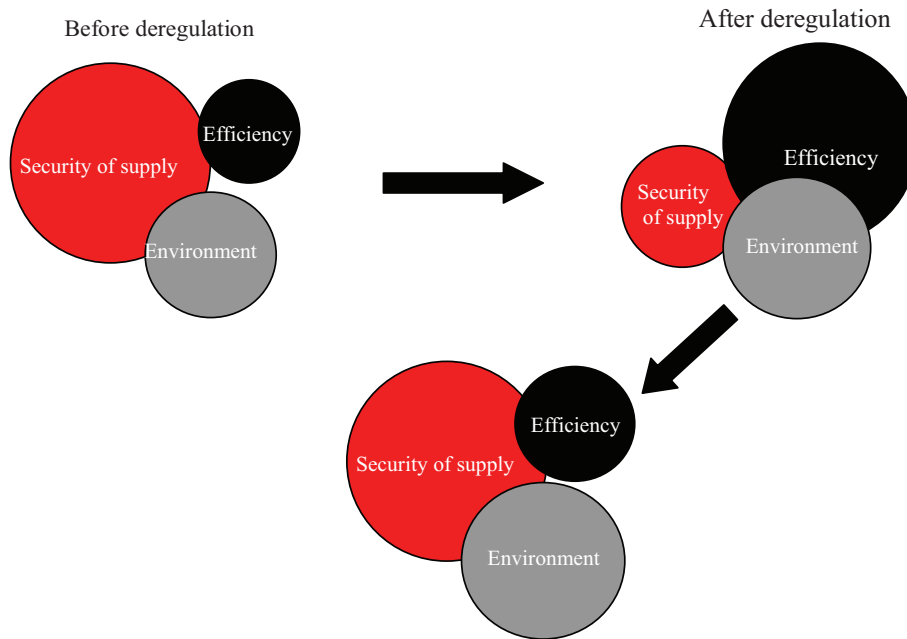 Before deregulation
After deregulation
Efficiency
Security of supply
Environment
Efficiency
Security
of supply
Environment
Efficiency
Security of supply
Environment